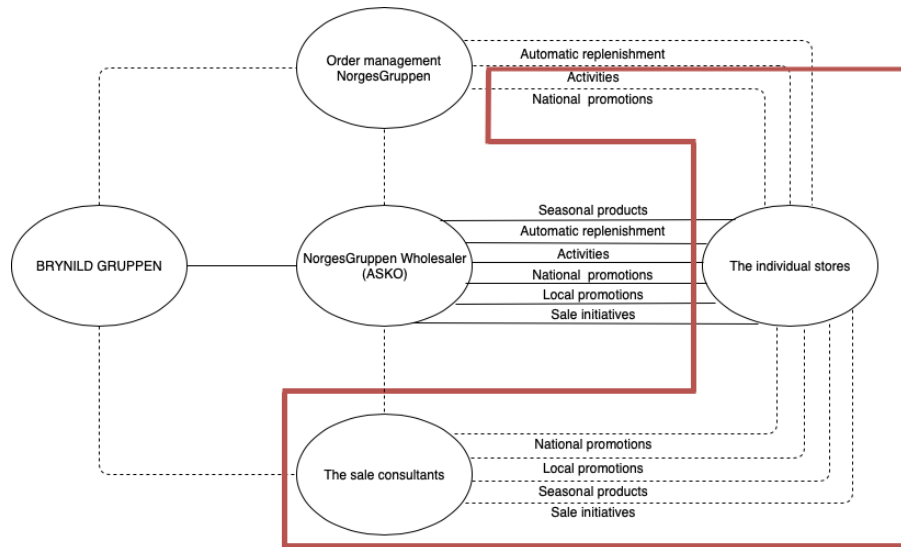 Order management
NorgesGruppen
Automatic replenishment
Activities
National promotions
BRYNILD GRUPPEN
NorgesGruppen Wholesaler
(ASKO)
Seasonal products
Automatic replenishment
Activities
National promotions
Local promotions
Sale initiatives
The individual stores
The sale consultants
National promotions
Local promotions
Seasonal products
Sale initiatives